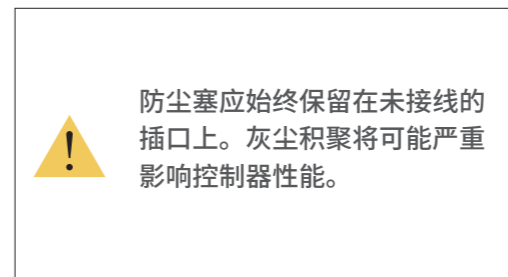 防尘塞应始终保留在未接线的
插口上。灰尘积聚将可能严重
影响控制器性能。